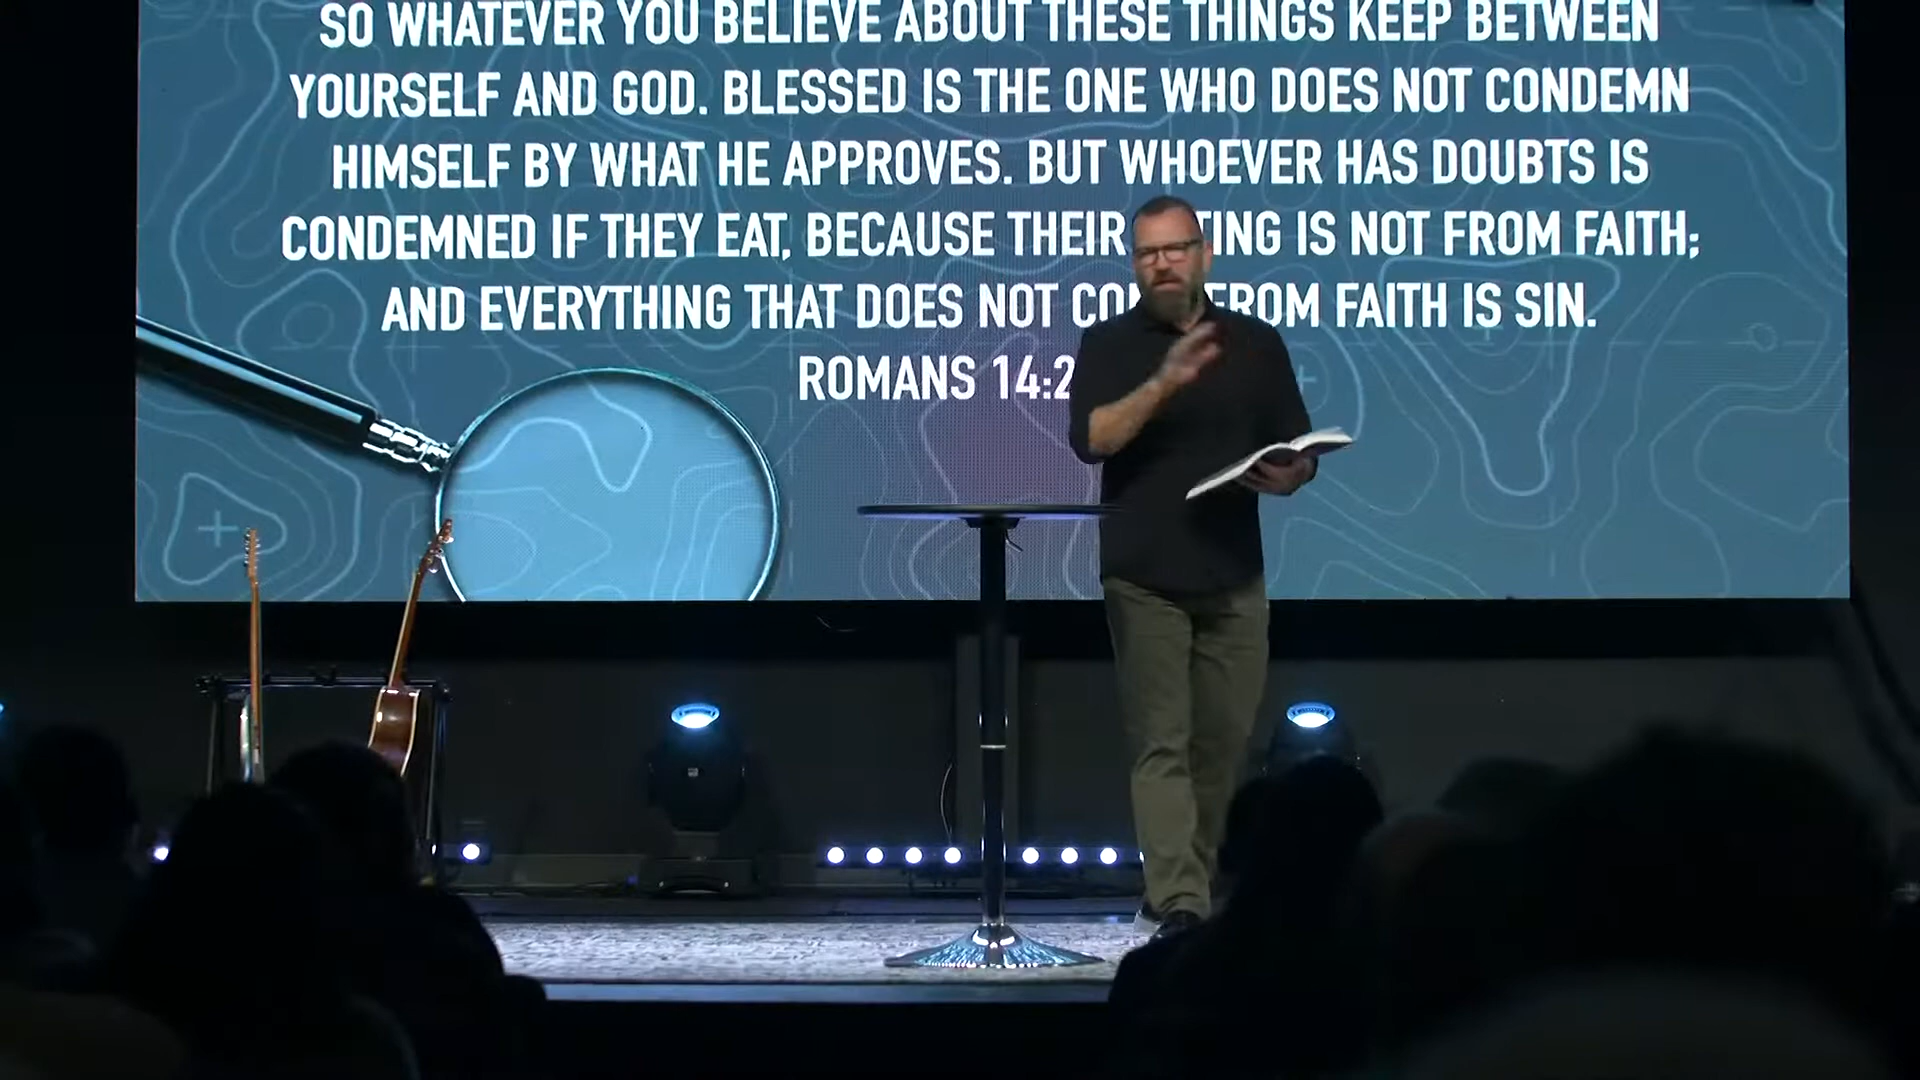 SO WHATEVER YOU BELIEVE ABOUT THESE THINGS KEEP BETWEEN
YOURSELF AND GOD. BLESSED IS THE ONE WHO DOES NOT CONDEMN
HIMSELF BY WHAT HE APPROVES. BUT WHOEVER HAS DOUBTS IS
CONDEMNED IF THEY EAT, BECAUSE THEIR TING IS NOT FROM FAITH;
AND EVERYTHING THAT DOES NOT CO FROM FAITH IS SIN.
ROMANS 14:2